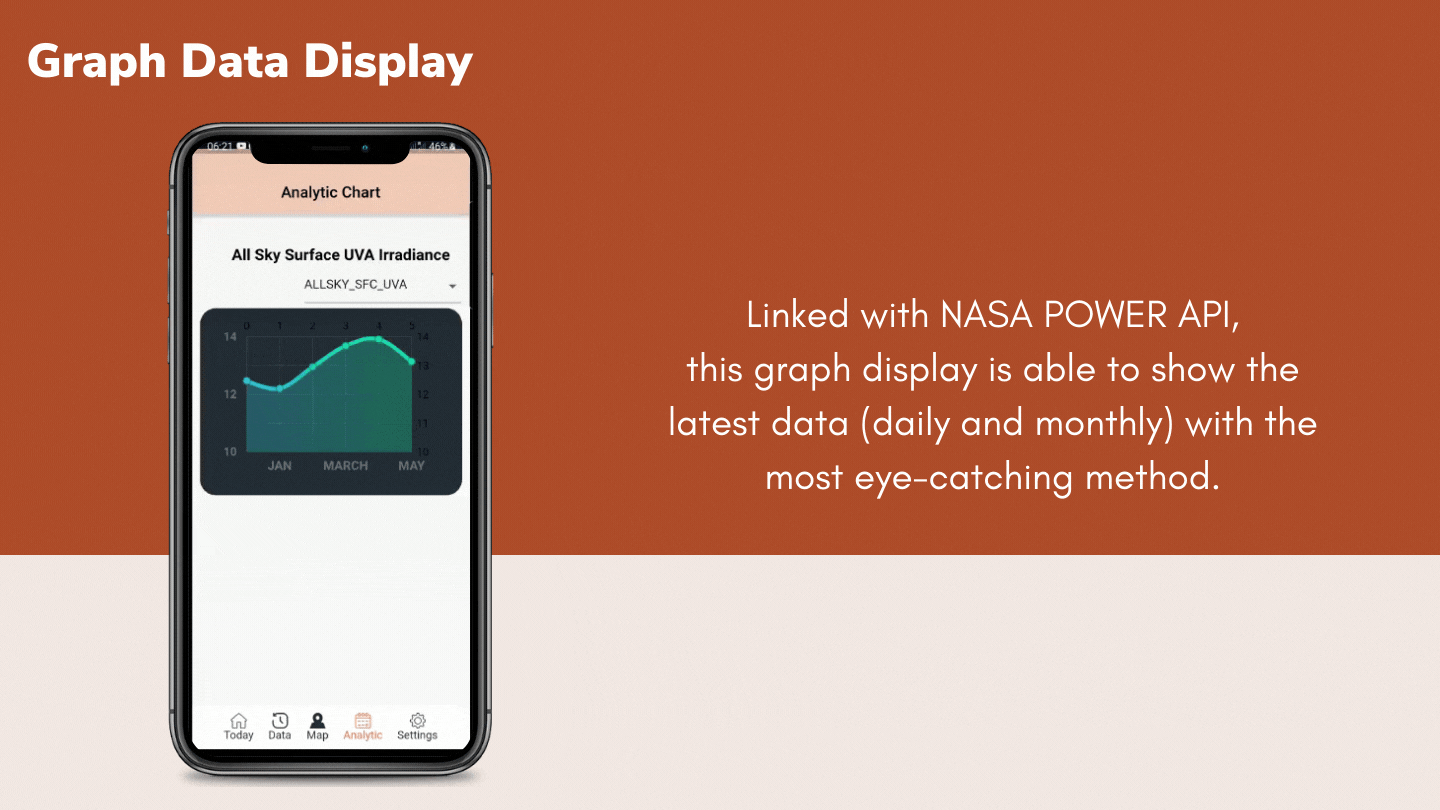 Graph Data Display
06:21 46%
Analytic Chart
All Sky Surface UVA Irradiance
ALLSKY_SFC_UVA
0 1 2 3 4 5
14 14
13
12 12
11
10 10
JAN MARCH MAY
Today Data Map Analytic Settings
Linked with NASA POWER API,
this graph display is able to show the
latest data (daily and monthly) with the
most eye-catching method.